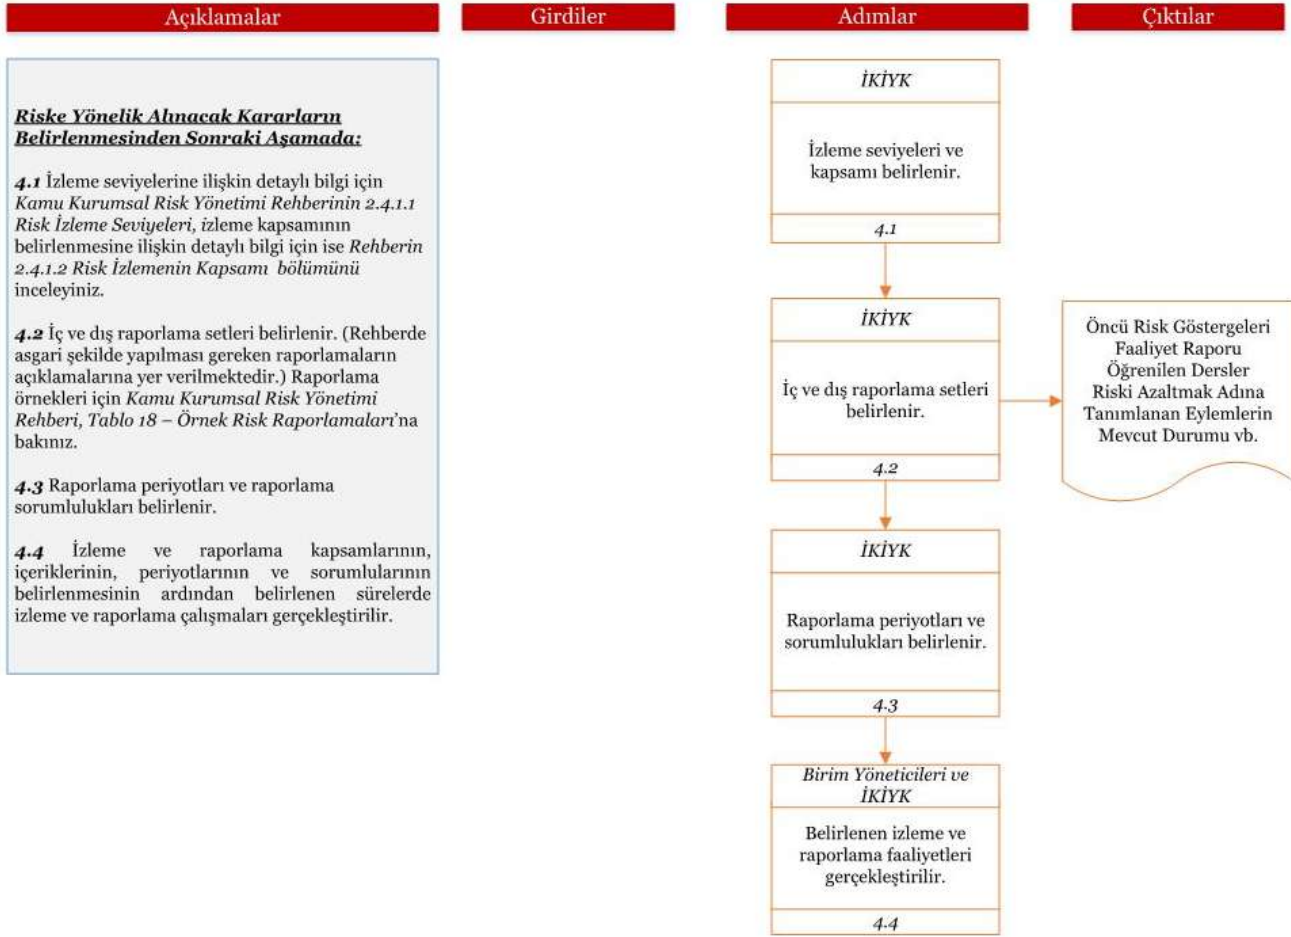 Açıklamalar
Girdiler
Adımlar
Çıktılar
Riske Yönelik Alınacak Kararların
Belirlenmesinden Sonraki Aşamada:
4.1 İzleme seviyelerine ilişkin detaylı bilgi için
Kamu Kurumsal Risk Yönetimi Rehberinin 2.4.1.1
Risk İzleme Seviyeleri, izleme kapsamının
belirlenmesine ilişkin detaylı bilgi için ise Rehberin
2.4.1.2 Risk İzlemenin Kapsamı bölümünü
inceleyiniz.
4.2 İç ve dış raporlama setleri belirlenir. (Rehberde
asgari şekilde yapılması gereken raporlamaların
açıklamalarına yer verilmektedir.) Raporlama
örnekleri için Kamu Kurumsal Risk Yönetimi
Rehberi, Tablo 18 – Örnek Risk Raporlamaları'na
bakınız.
4.3 Raporlama periyotları ve raporlama
sorumlulukları belirlenir.
4.4 İzleme ve raporlama kapsamlarının,
içeriklerinin, periyotlarının ve sorumlularının
belirlenmesinin ardından belirlenen sürelerde
izleme ve raporlama çalışmaları gerçekleştirilir.
İKİYK
İzleme seviyeleri ve
kapsamı belirlenir.
4.1
İKİYK
İç ve dış raporlama setleri
belirlenir.
4.2
Öncü Risk Göstergeleri
Faaliyet Raporu
Öğrenilen Dersler
Riski Azaltmak Adına
Tanımlanan Eylemlerin
Mevcut Durumu vb.
İKİYK
Raporlama periyotları ve
sorumlulukları belirlenir.
4.3
Birim Yöneticileri ve
İKİYK
Belirlenen izleme ve
raporlama faaliyetleri
gerçekleştirilir.
4.4